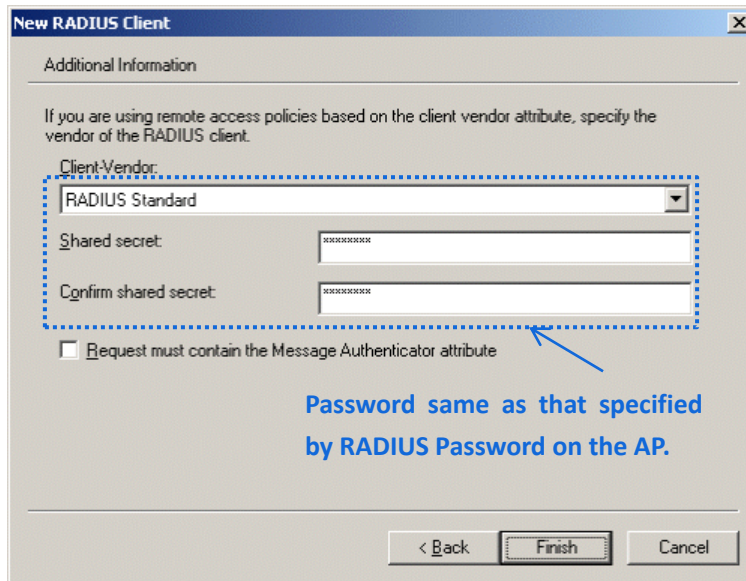 New RADIUS Client
Additional Information
If you are using remote access policies based on the client vendor attribute, specify the
vendor of the RADIUS client.
Client-Vendor:
RADIUS Standard
Shared secret: xxxxxxxx
Confirm shared secret: xxxxxxxx
Request must contain the Message Authenticator attribute
Password same as that specified
by RADIUS Password on the AP.
< Back Finish Cancel